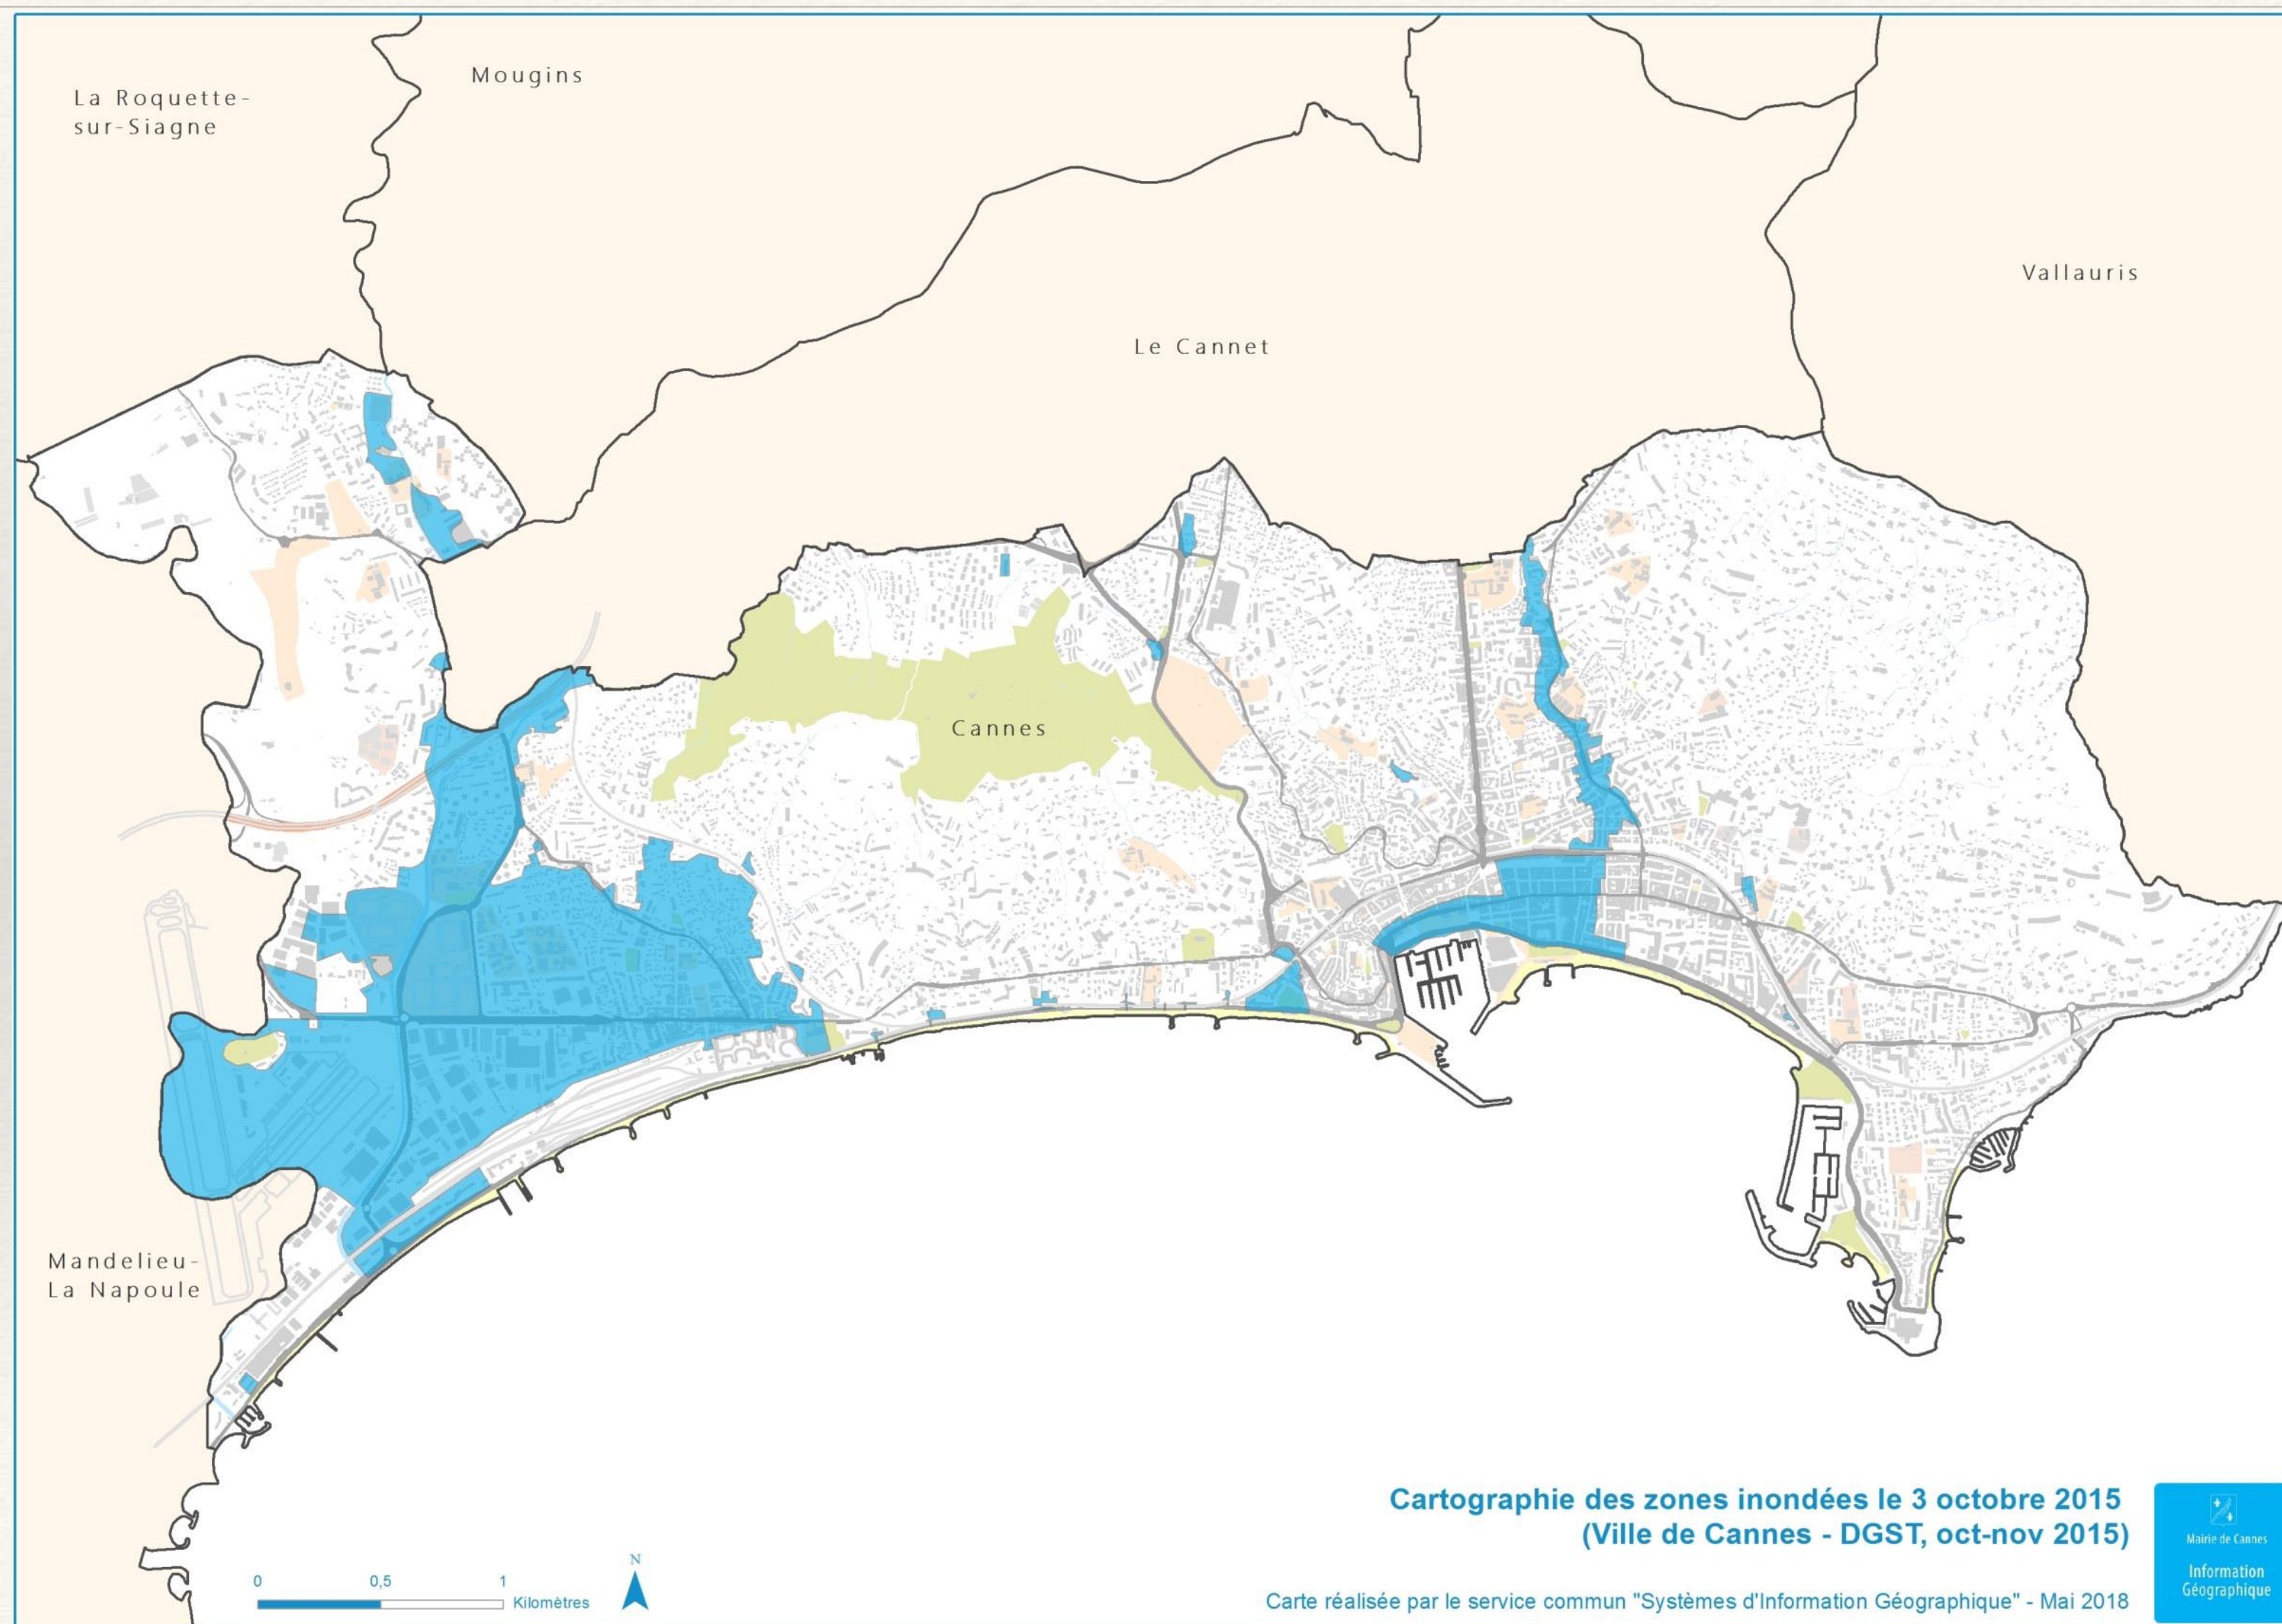 La Roquette-
sur-Siagne
Mougins
Vallauris
Le Cannet
Cannes
Mandelieu-
La Napoule
Cartographie des zones inondées le 3 octobre 2015
(Ville de Cannes - DGST, oct-nov 2015)
Carte réalisée par le service commun "Systèmes d'Information Géographique" - Mai 2018
0 0,5 1
Kilomètres
N
Mairie de Cannes
Information
Géographique